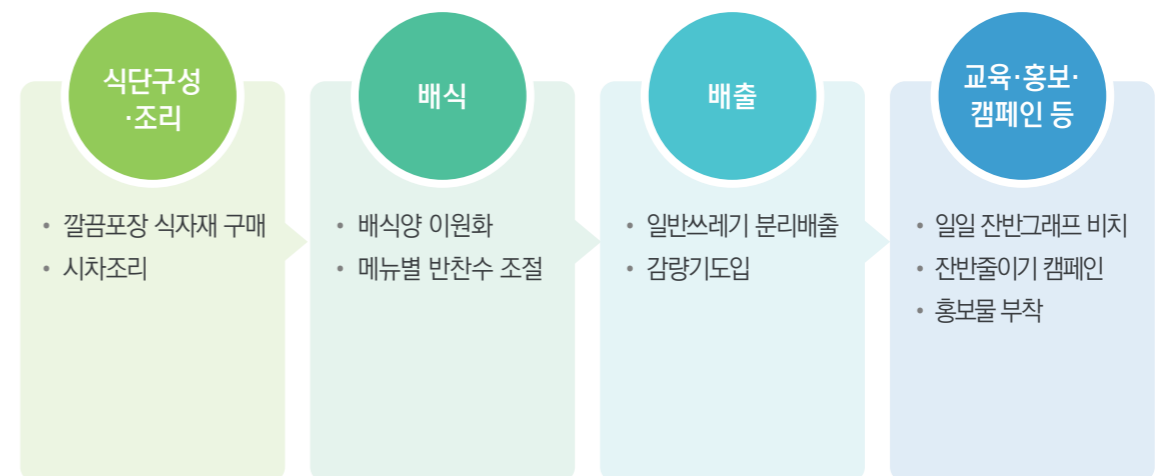 식단구성
·조리
• 깔끔포장 식자재 구매
• 시차조리
배식
• 배식양 이원화
• 메뉴별 반찬수 조절
배출
• 일반쓰레기 분리배출
• 감량기도입
교육·홍보·
캠페인 등
• 일일 잔반그래프 비치
• 잔반줄이기 캠페인
• 홍보물 부착